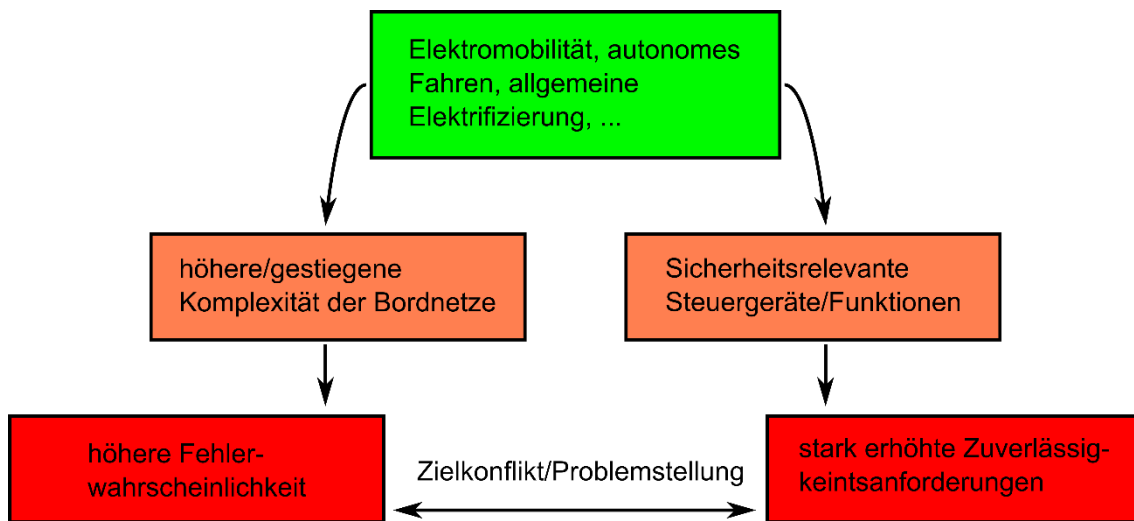 Elektromobilität, autonomes
Fahren, allgemeine
Elektrifizierung, ...
höhere/gestiegene
Komplexität der Bordnetze
Sicherheitsrelevante
Steuergeräte/Funktionen
höhere Fehler-
wahrscheinlichkeit
Zielkonflikt/Problemstellung
stark erhöhte Zuverlässig-
keintsanforderungen